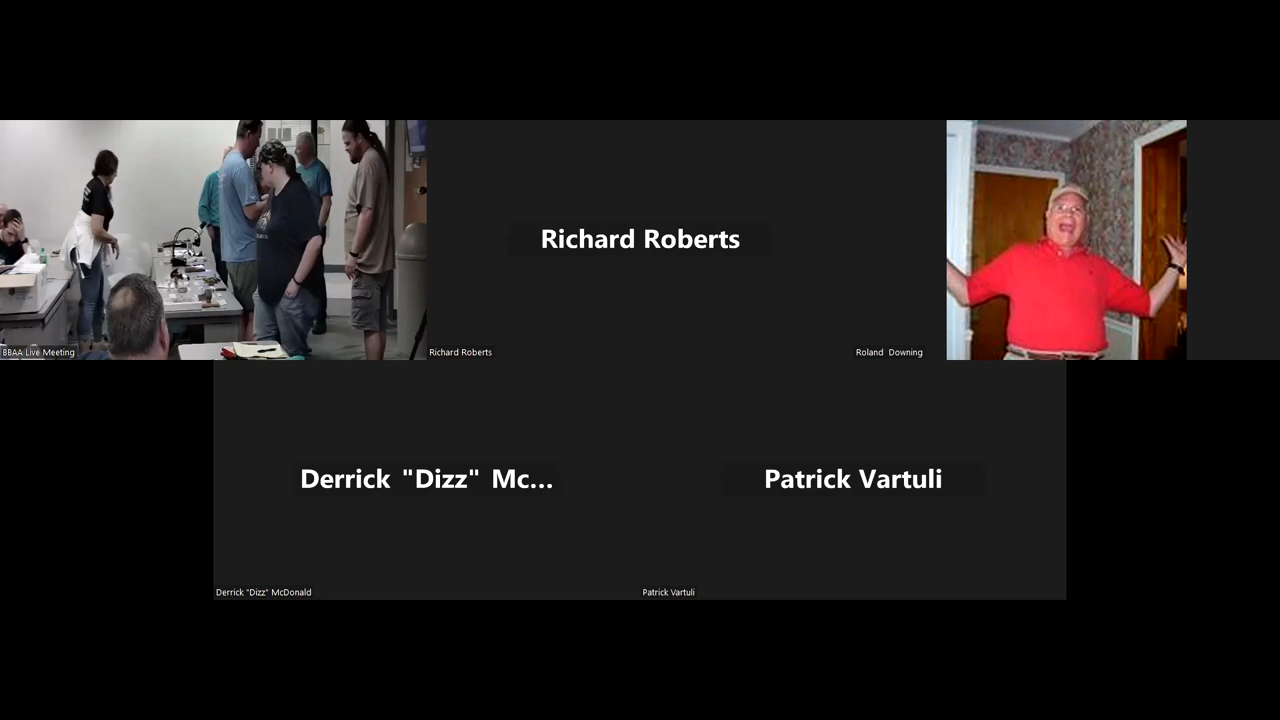 Richard Roberts
BBAA Live Meeting
Richard Roberts
Roland Downing
Derrick "Dizz" Mc...
Patrick Vartuli
Derrick "Dizz" McDonald
Patrick Vartuli